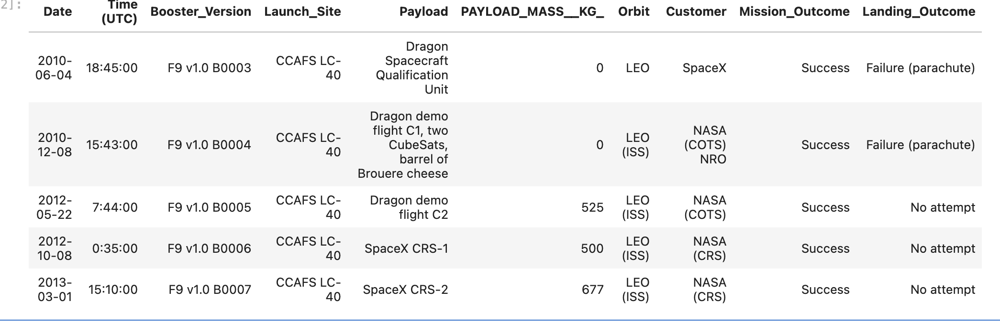 2]:
Date Time (UTC) Booster_Version Launch_Site Payload PAYLOAD_MASS__KG_ Orbit Customer Mission_Outcome Landing_Outcome
2010-06-04 18:45:00 F9 v1.0 B0003 CCAFS LC-40 Dragon Spacecraft Qualification Unit 0 LEO SpaceX Success Failure (parachute)
2010-12-08 15:43:00 F9 v1.0 B0004 CCAFS LC-40 Dragon demo flight C1, two CubeSats, barrel of Brouere cheese 0 LEO (ISS) NASA (COTS) NRO Success Failure (parachute)
2012-05-22 7:44:00 F9 v1.0 B0005 CCAFS LC-40 Dragon demo flight C2 525 LEO (ISS) NASA (COTS) Success No attempt
2012-10-08 0:35:00 F9 v1.0 B0006 CCAFS LC-40 SpaceX CRS-1 500 LEO (ISS) NASA (CRS) Success No attempt
2013-03-01 15:10:00 F9 v1.0 B0007 CCAFS LC-40 SpaceX CRS-2 677 LEO (ISS) NASA (CRS) Success No attempt